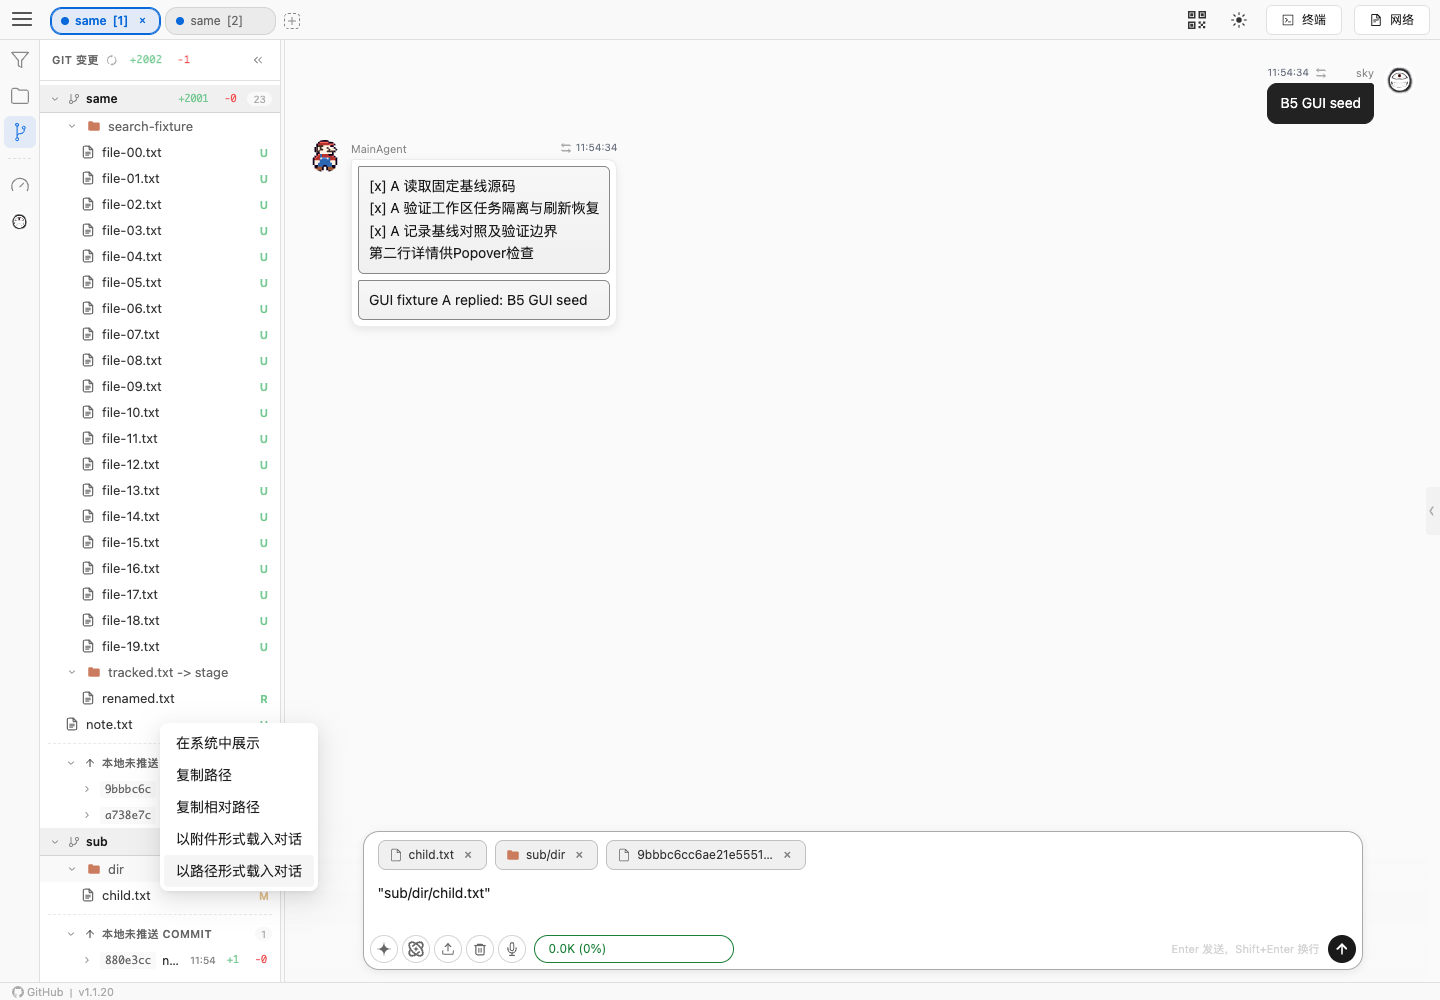 same [1] ×
same [2]
终端
网络
GIT 变更 +2002 -1
same +2001 -0 23
search-fixture
file-00.txt U
file-01.txt U
file-02.txt U
file-03.txt U
file-04.txt U
file-05.txt U
file-06.txt U
file-07.txt U
file-08.txt U
file-09.txt U
file-10.txt U
file-11.txt U
file-12.txt U
file-13.txt U
file-14.txt U
file-15.txt U
file-16.txt U
file-17.txt U
file-18.txt U
file-19.txt U
tracked.txt -> stage
renamed.txt R
note.txt
本地未推送
9bbbc6c
a738e7c
sub
dir
child.txt M
本地未推送 COMMIT 1
880e3cc n... 11:54 +1 -0
在系统中展示
复制路径
复制相对路径
以附件形式载入对话
以路径形式载入对话
11:54:34 sky
B5 GUI seed
MainAgent 11:54:34
[x] A 读取固定基线源码
[x] A 验证工作区任务隔离与刷新恢复
[x] A 记录基线对照及验证边界
第二行详情供Popover检查
GUI fixture A replied: B5 GUI seed
child.txt ×
sub/dir ×
9bbbc6cc6ae21e5551... ×
"sub/dir/child.txt"
0.0K (0%)
Enter 发送, Shift+Enter 换行
GitHub | v1.1.20